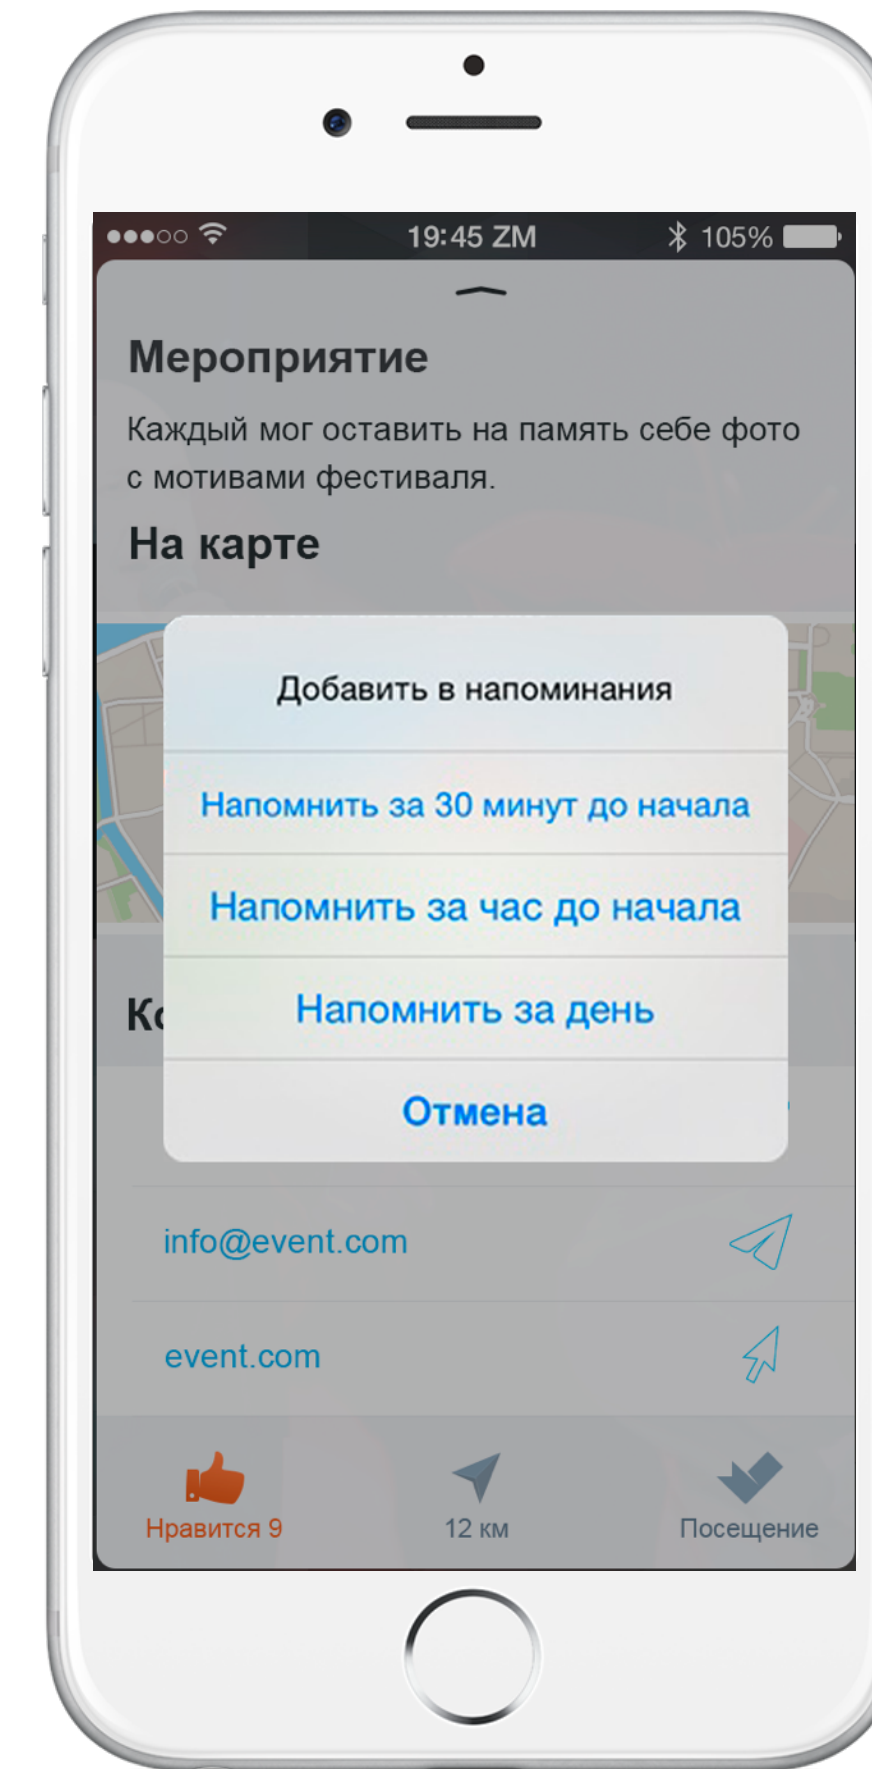 19:45 ZM
105%
Мероприятие
Каждый мог оставить на память себе фото
с мотивами фестиваля.
На карте
Добавить в напоминания
Напомнить за 30 минут до начала
Напомнить за час до начала
Напомнить за день
Отмена
info@event.com
event.com
Нравится 9
12 км
Посещение